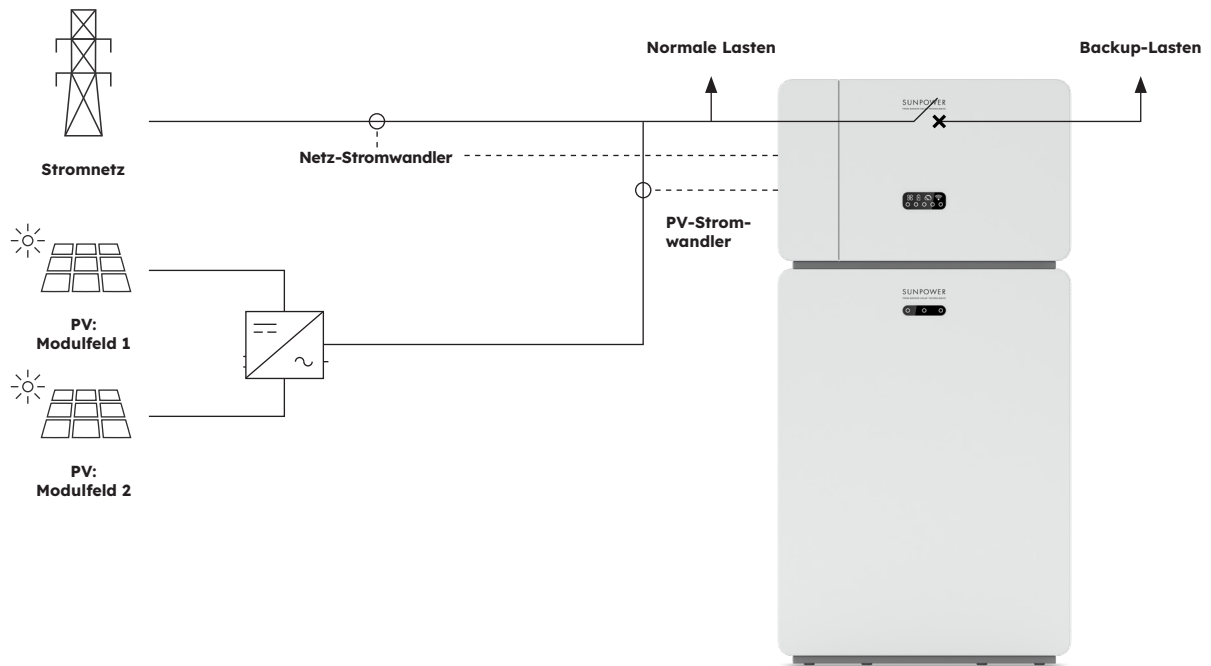 Normale Lasten
Backup-Lasten
SUNPOWER
Netz-Stromwandler
Stromnetz
PV-Strom-
wandler
SUNPOWER
PV:
Modulfeld 1
PV:
Modulfeld 2